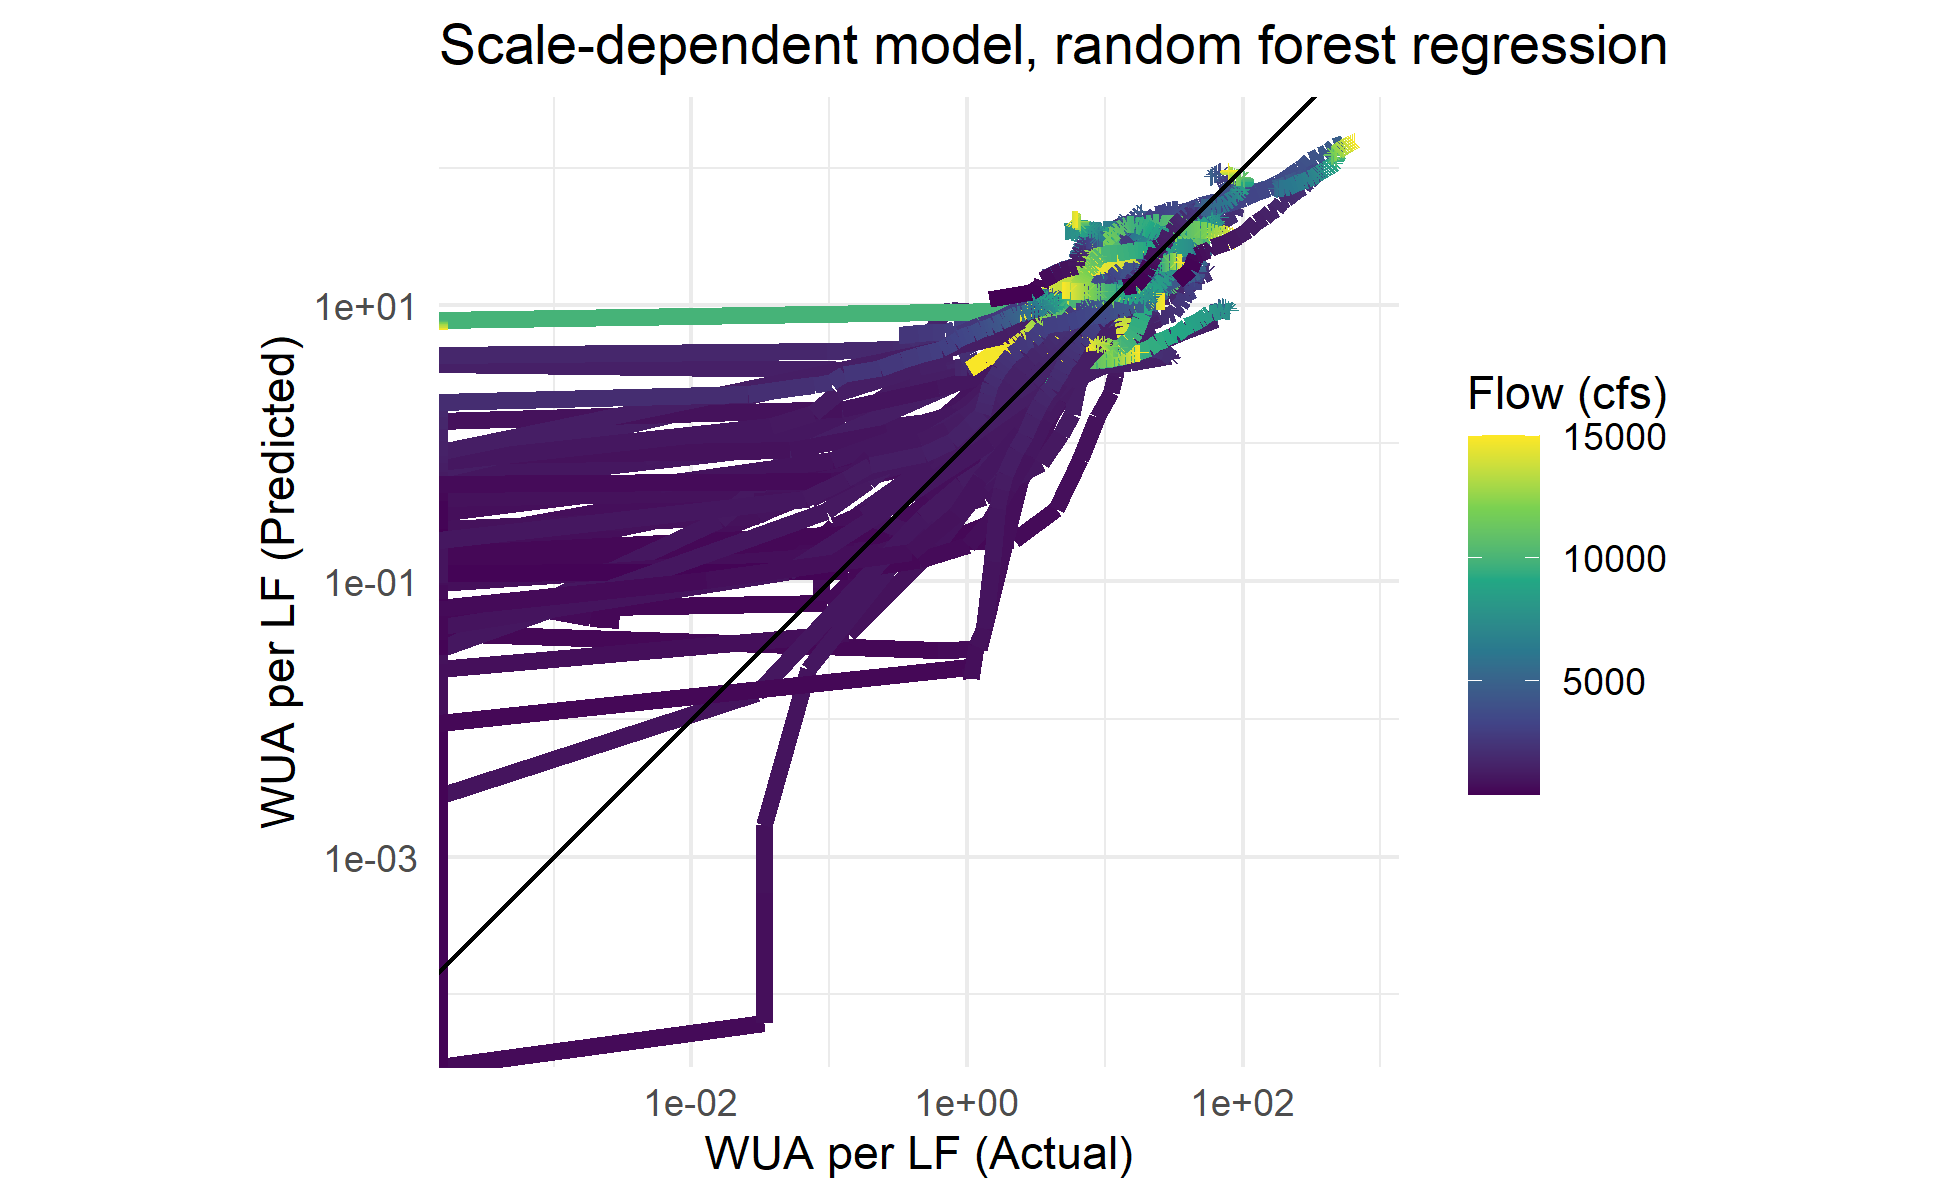 Scale-dependent model, random forest regression
WUA per LF (Predicted)
1e+01
1e-01
1e-03
1e-02
1e+00
1e+02
WUA per LF (Actual)
Flow (cfs)
15000
10000
5000